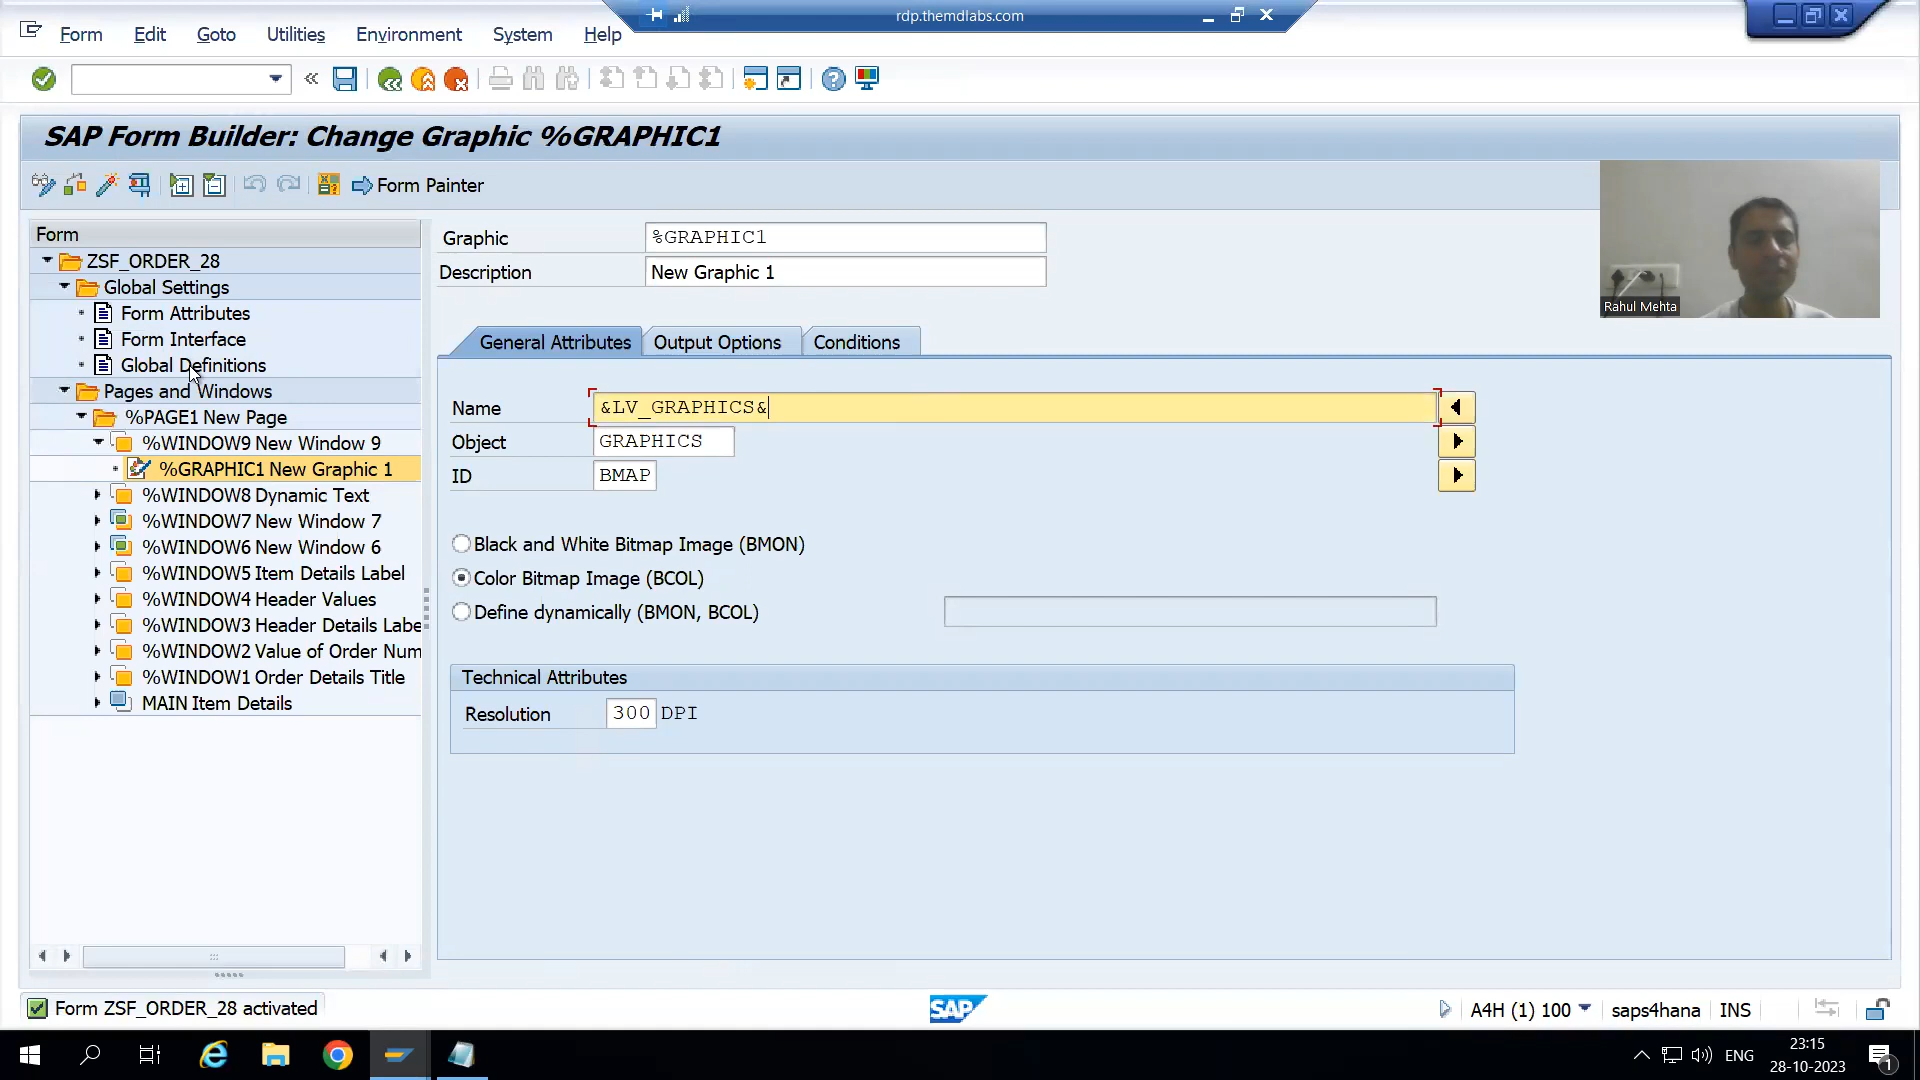 rdp.themdlabs.com
Form Edit Goto Utilities Environment System Help
SAP Form Builder: Change Graphic %GRAPHIC1
Form Painter
Rahul Mehta
Form
ZSF_ORDER_28
Global Settings
Form Attributes
Form Interface
Global Definitions
Pages and Windows
%PAGE1 New Page
%WINDOW9 New Window 9
%GRAPHIC1 New Graphic 1
%WINDOW8 Dynamic Text
%WINDOW7 New Window 7
%WINDOW6 New Window 6
%WINDOW5 Item Details Label
%WINDOW4 Header Values
%WINDOW3 Header Details Labe
%WINDOW2 Value of Order Num
%WINDOW1 Order Details Title
MAIN Item Details
Graphic %GRAPHIC1
Description New Graphic 1
General Attributes Output Options Conditions
Name &LV_GRAPHICS&
Object GRAPHICS
ID BMAP
Black and White Bitmap Image (BMON)
Color Bitmap Image (BCOL)
Define dynamically (BMON, BCOL)
Technical Attributes
Resolution 300 DPI
Form ZSF_ORDER_28 activated
SAP
A4H (1) 100 saps4hana INS
ENG
23:15
28-10-2023
1